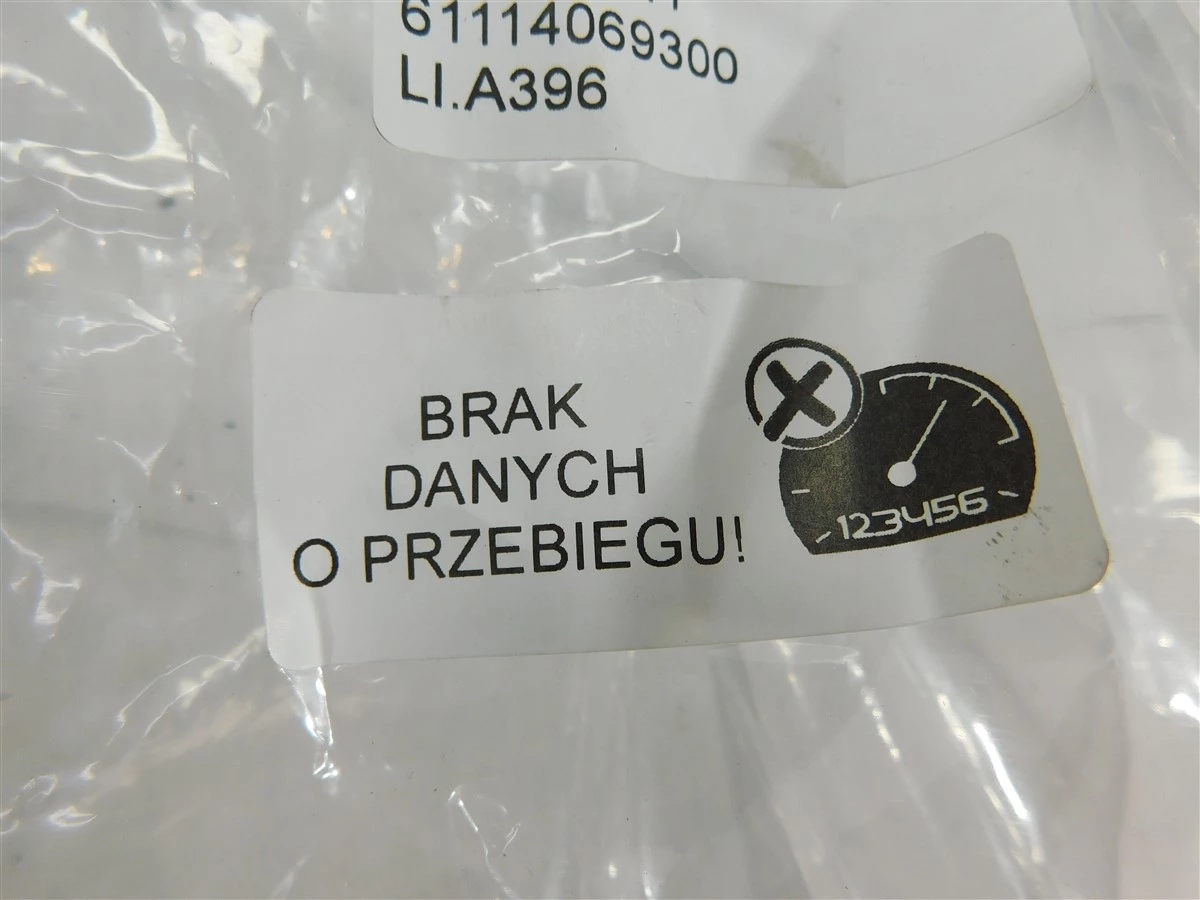 61114069300
LI.A396
BRAK
DANYCH
O PRZEBIEGU!
123456